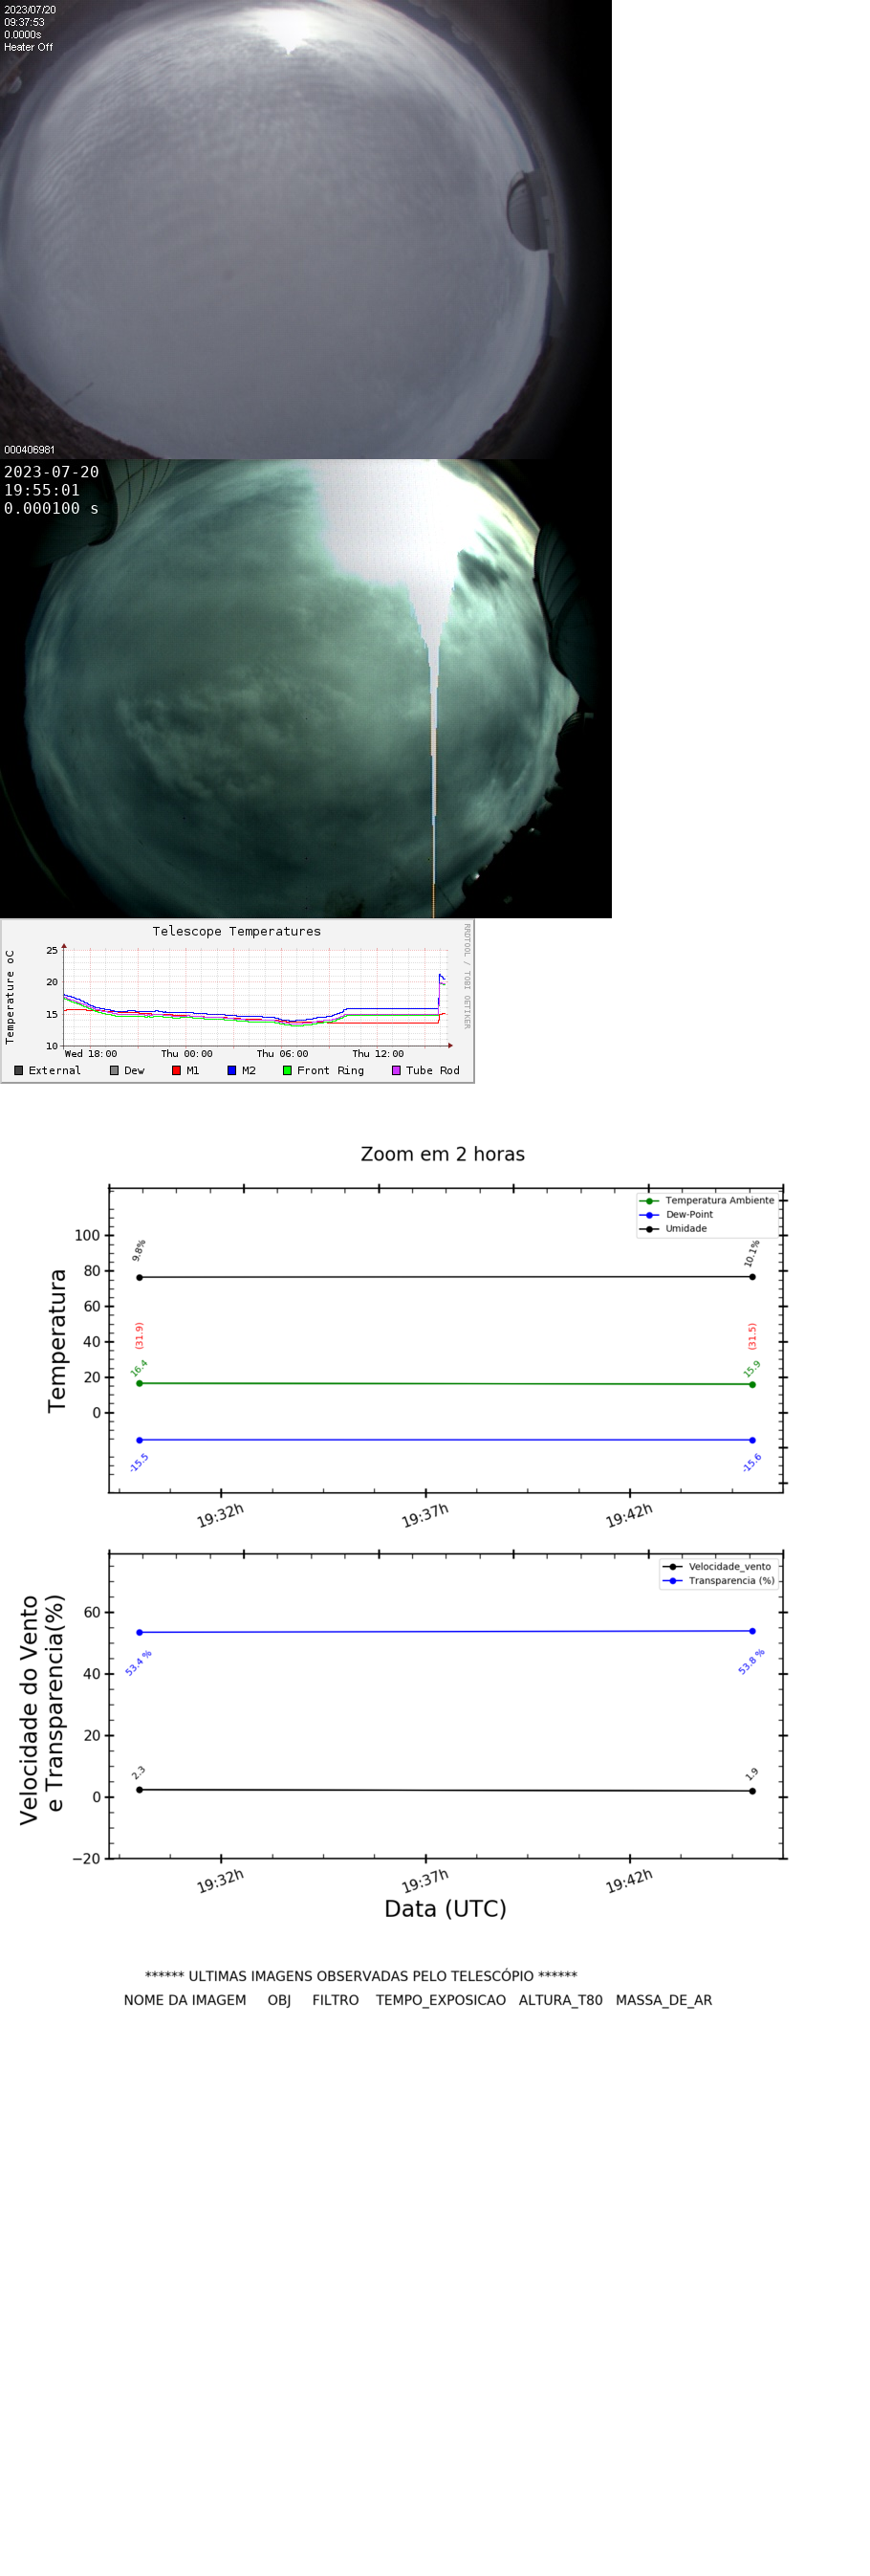 2023/07/20
09:37:53
0.0000s
Heater Off
000406981
2023-07-20
19:55:01
0.000100 s
Telescope Temperatures
Temperature oC
RRDTOOL / TOBI OETIKER
25
20
15
10
Wed 18:00 Thu 00:00 Thu 06:00 Thu 12:00
External Dew M1 M2 Front Ring Tube Rod
Zoom em 2 horas
Temperatura
Temperatura Ambiente
Dew-Point
Umidade
100
80
60
40
20
0
9.8%
10.1%
(31.9)
(31.5)
16.4
15.9
-15.5
-15.6
19:32h 19:37h 19:42h
Velocidade do Vento
e Transparencia(%)
Velocidade_vento
Transparencia (%)
60
40
20
0
−20
53.4 %
53.8 %
2.3
1.9
19:32h 19:37h 19:42h
Data (UTC)
****** ULTIMAS IMAGENS OBSERVADAS PELO TELESCÓPIO ******
NOME DA IMAGEM OBJ FILTRO TEMPO_EXPOSICAO ALTURA_T80 MASSA_DE_AR